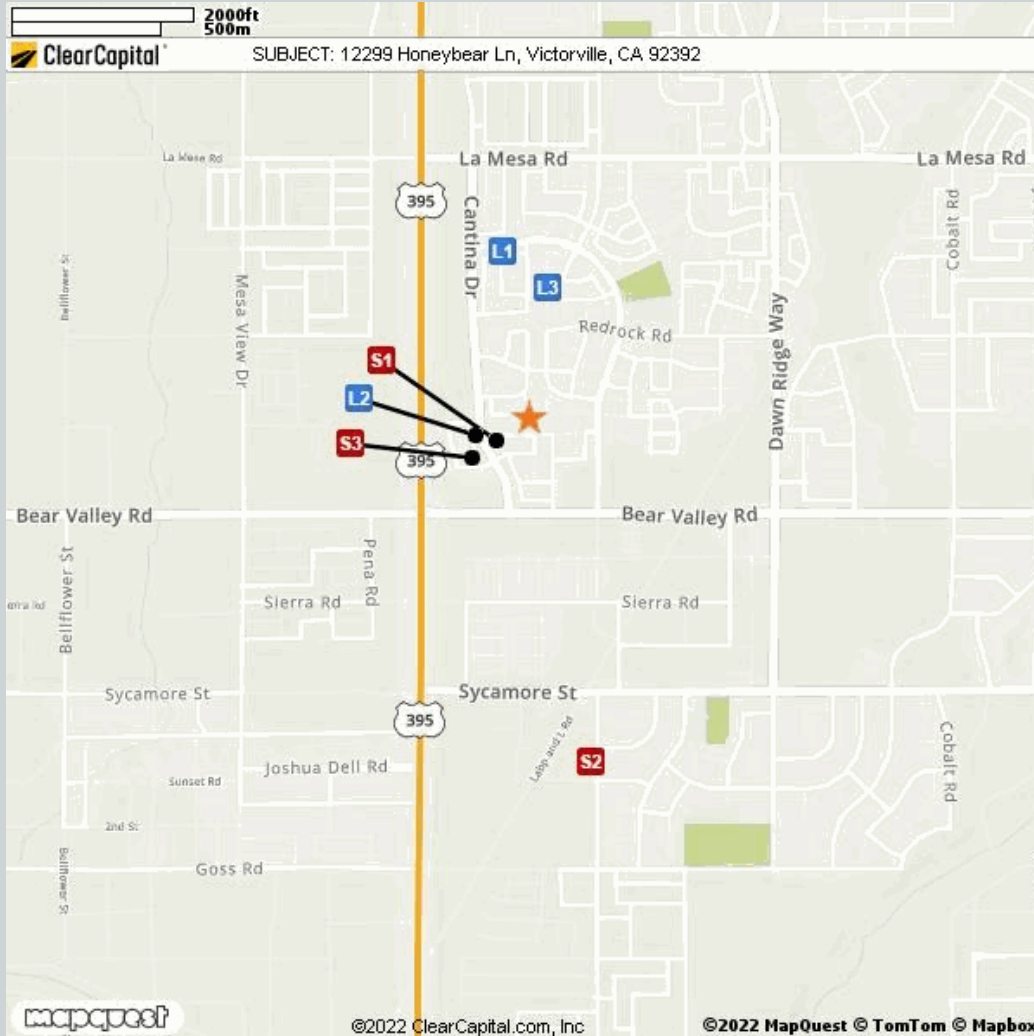 2000ft
500m
ClearCapital
SUBJECT: 12299 Honeybear Ln, Victorville, CA 92392
La Mesa Rd
La Mesa Rd
La Mesa Rd
395
Cantina Dr
Cobalt Rd
L1
Bellflower St
Mesa View Dr
L3
Redrock Rd
Dawn Ridge Way
S1
L2
S3
395
Bear Valley Rd
Bear Valley Rd
Pena Rd
Bellflower St
Sierra Rd
Sierra Rd
Sycamore St
Sycamore St
395
Labp and L Rd
Cobalt Rd
S2
Joshua Dell Rd
Sunset Rd
2nd St
Bellflower St
Goss Rd
mapquest
©2022 ClearCapital.com, Inc
©2022 MapQuest © TomTom © Mapbox